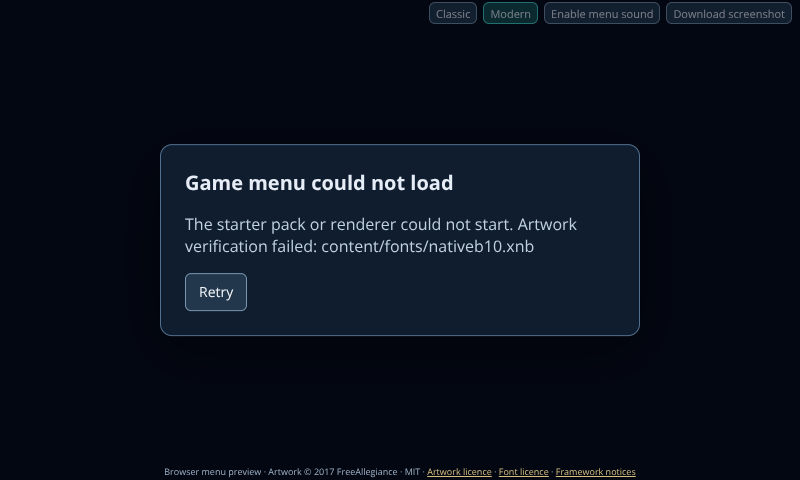 Classic Modern Enable menu sound Download screenshot
Game menu could not load
The starter pack or renderer could not start. Artwork
verification failed: content/fonts/nativeb10.xnb
Retry
Browser menu preview · Artwork © 2017 FreeAllegiance · MIT · Artwork licence · Font licence · Framework notices